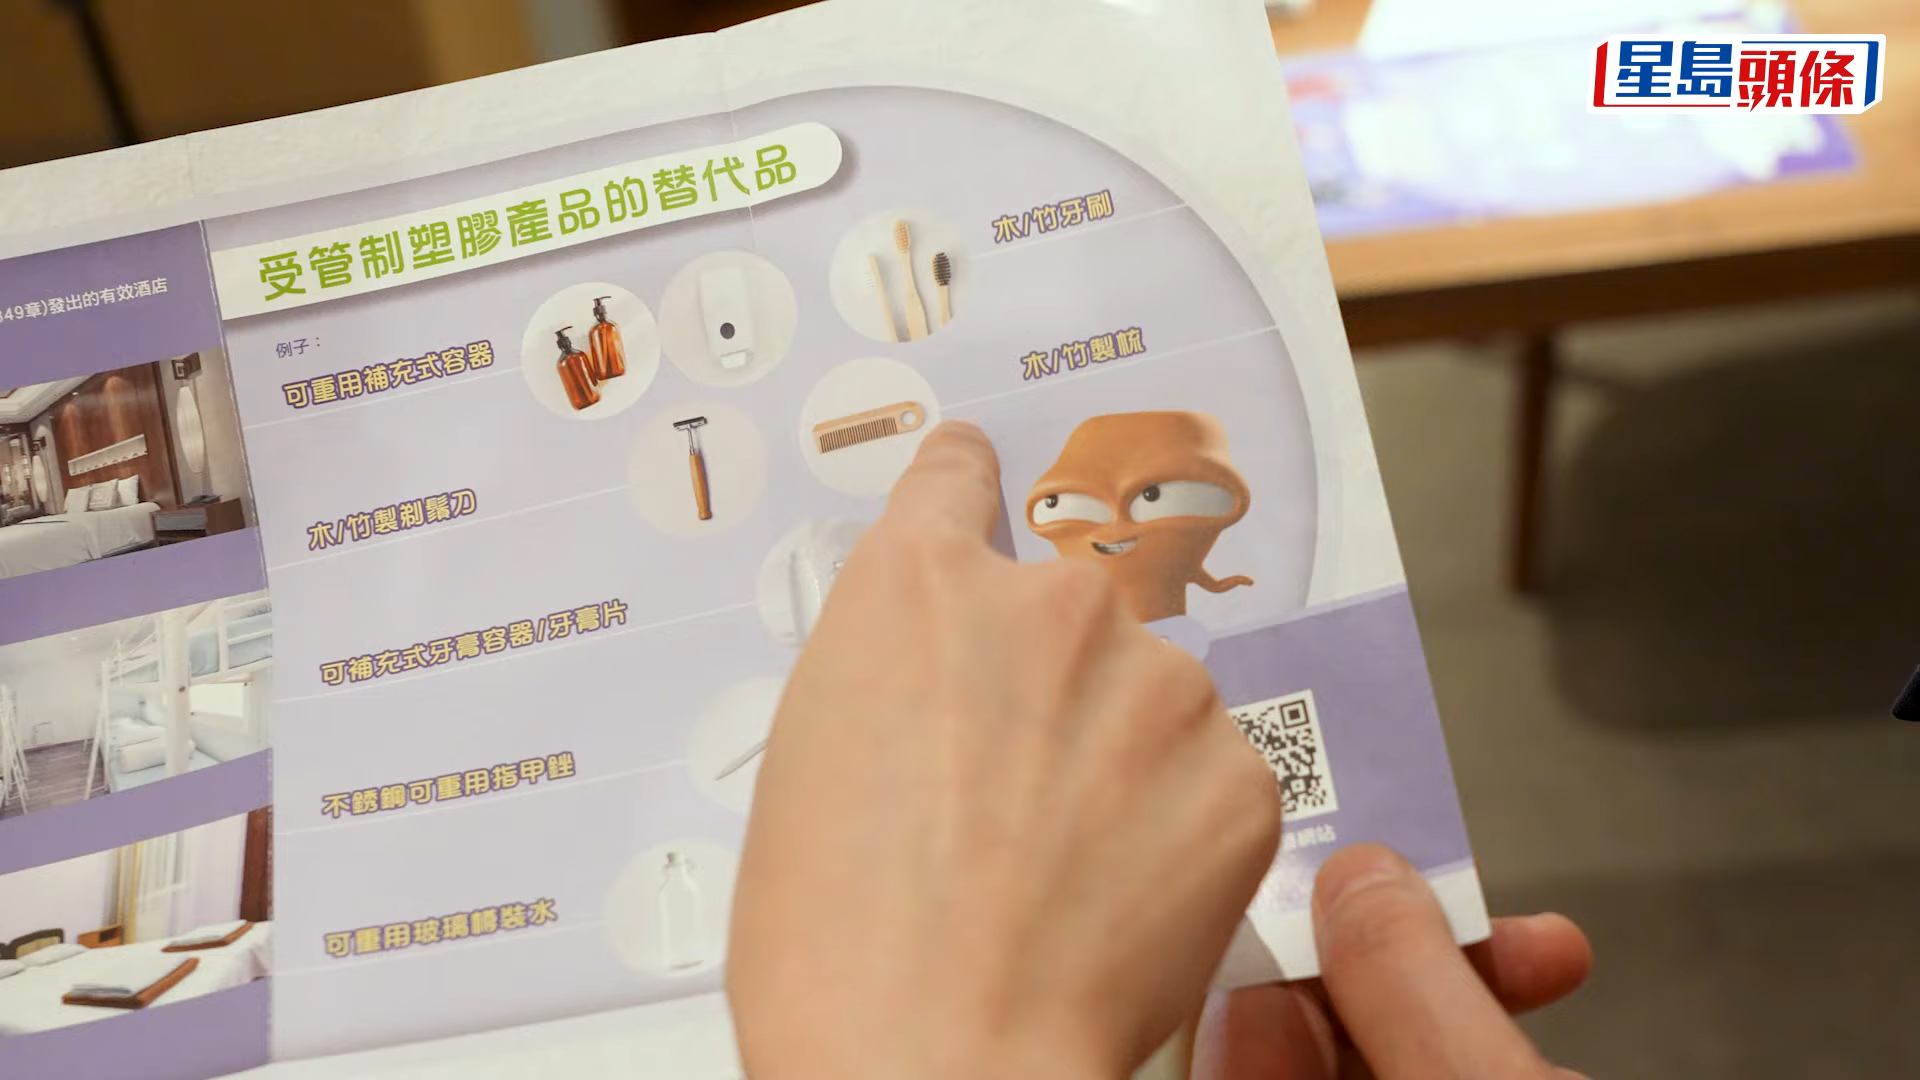 星島頭條
受管制塑膠產品的替代品
349章)發出的有效酒店
例子：
可重用補充式容器
木/竹牙刷
木/竹製梳
木/竹製剃鬚刀
可補充式牙膏容器/牙膏片
不銹鋼可重用指甲銼
可重用玻璃樽裝水
網站